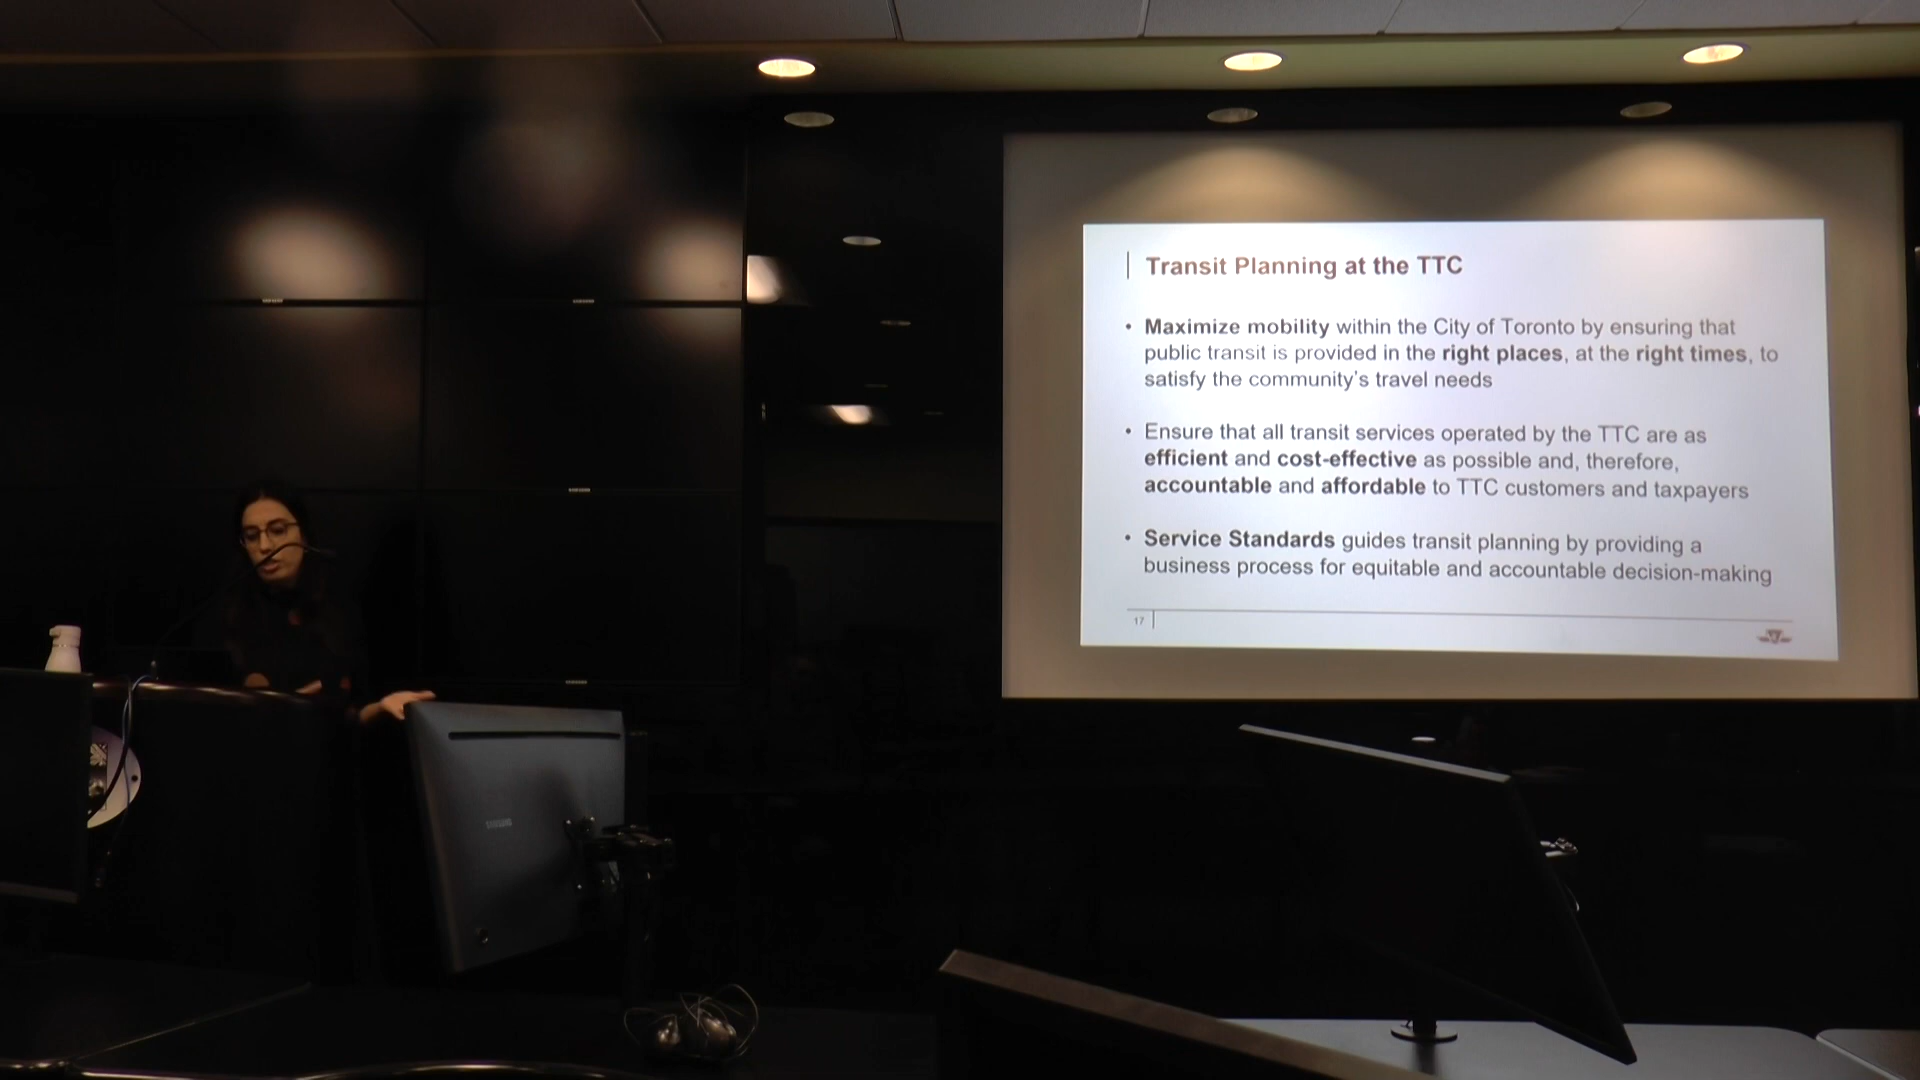 Transit Planning at the TTC
• Maximize mobility within the City of Toronto by ensuring that
public transit is provided in the right places, at the right times, to
satisfy the community's travel needs
• Ensure that all transit services operated by the TTC are as
efficient and cost-effective as possible and, therefore,
accountable and affordable to TTC customers and taxpayers
• Service Standards guides transit planning by providing a
business process for equitable and accountable decision-making
17
SAMSUNG